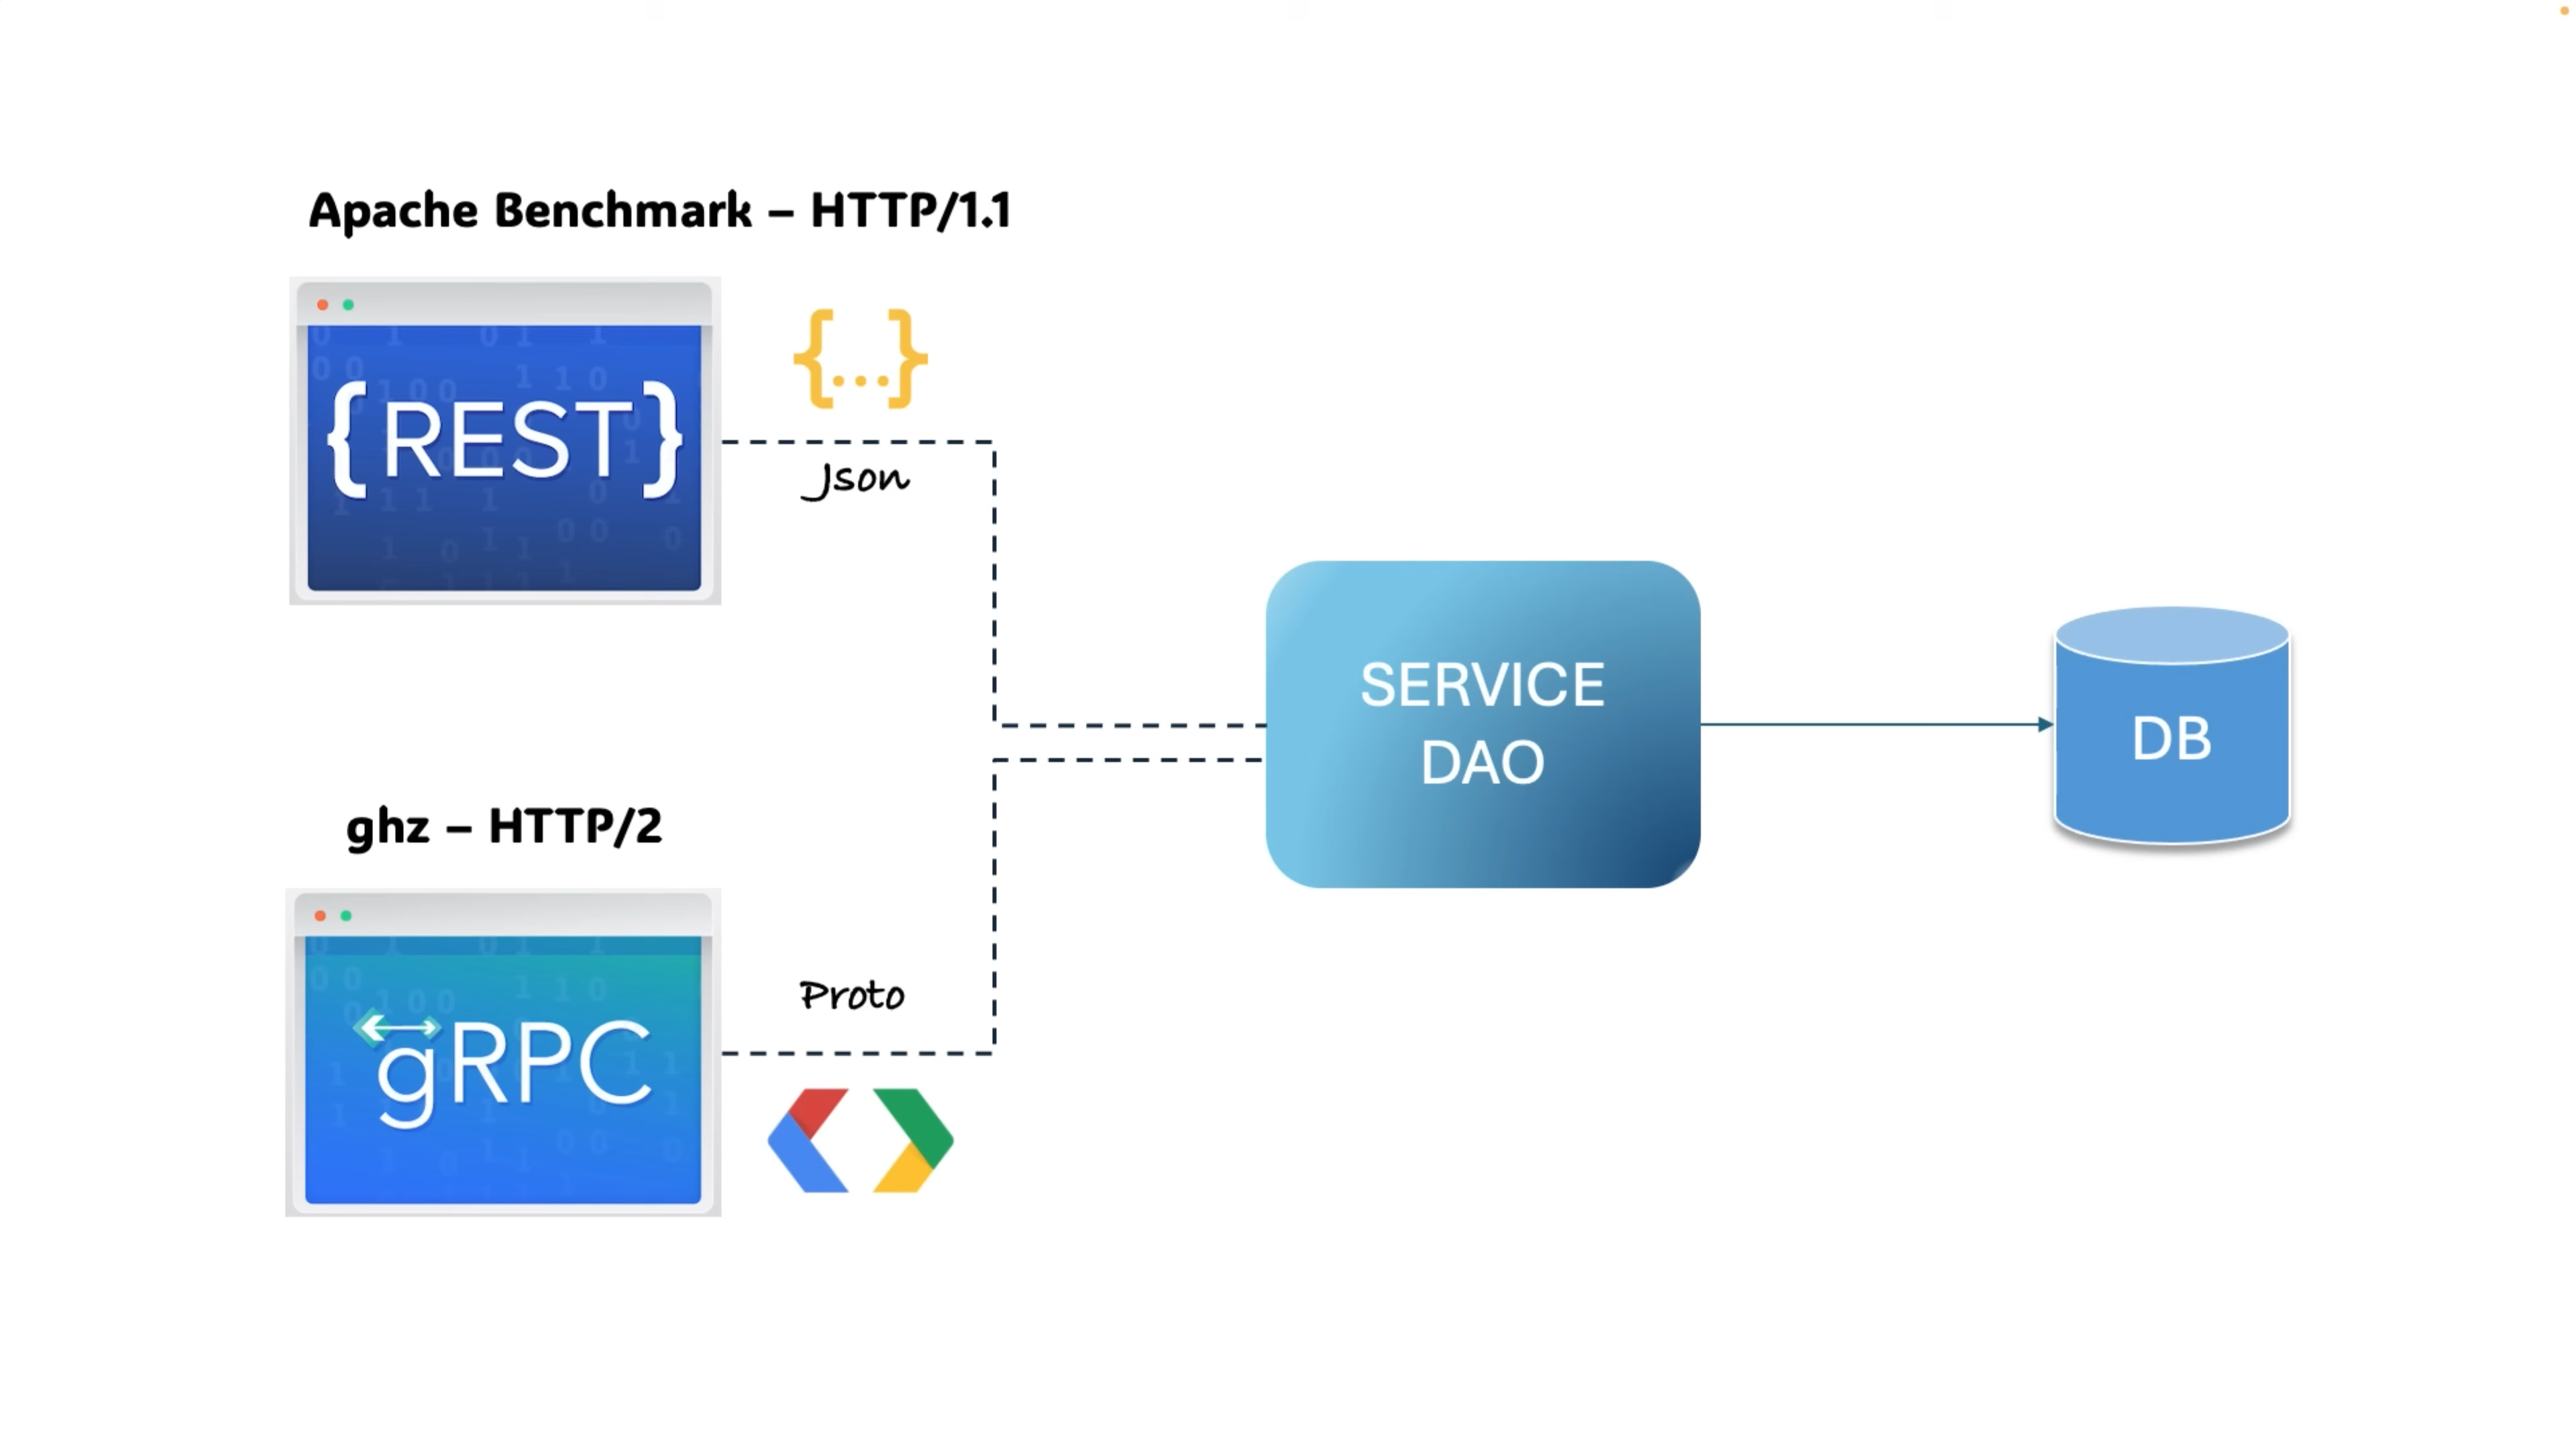 Apache Benchmark – HTTP/1.1
{REST}
{...}
Json
SERVICE
DAO
DB
ghz – HTTP/2
Proto
gRPC